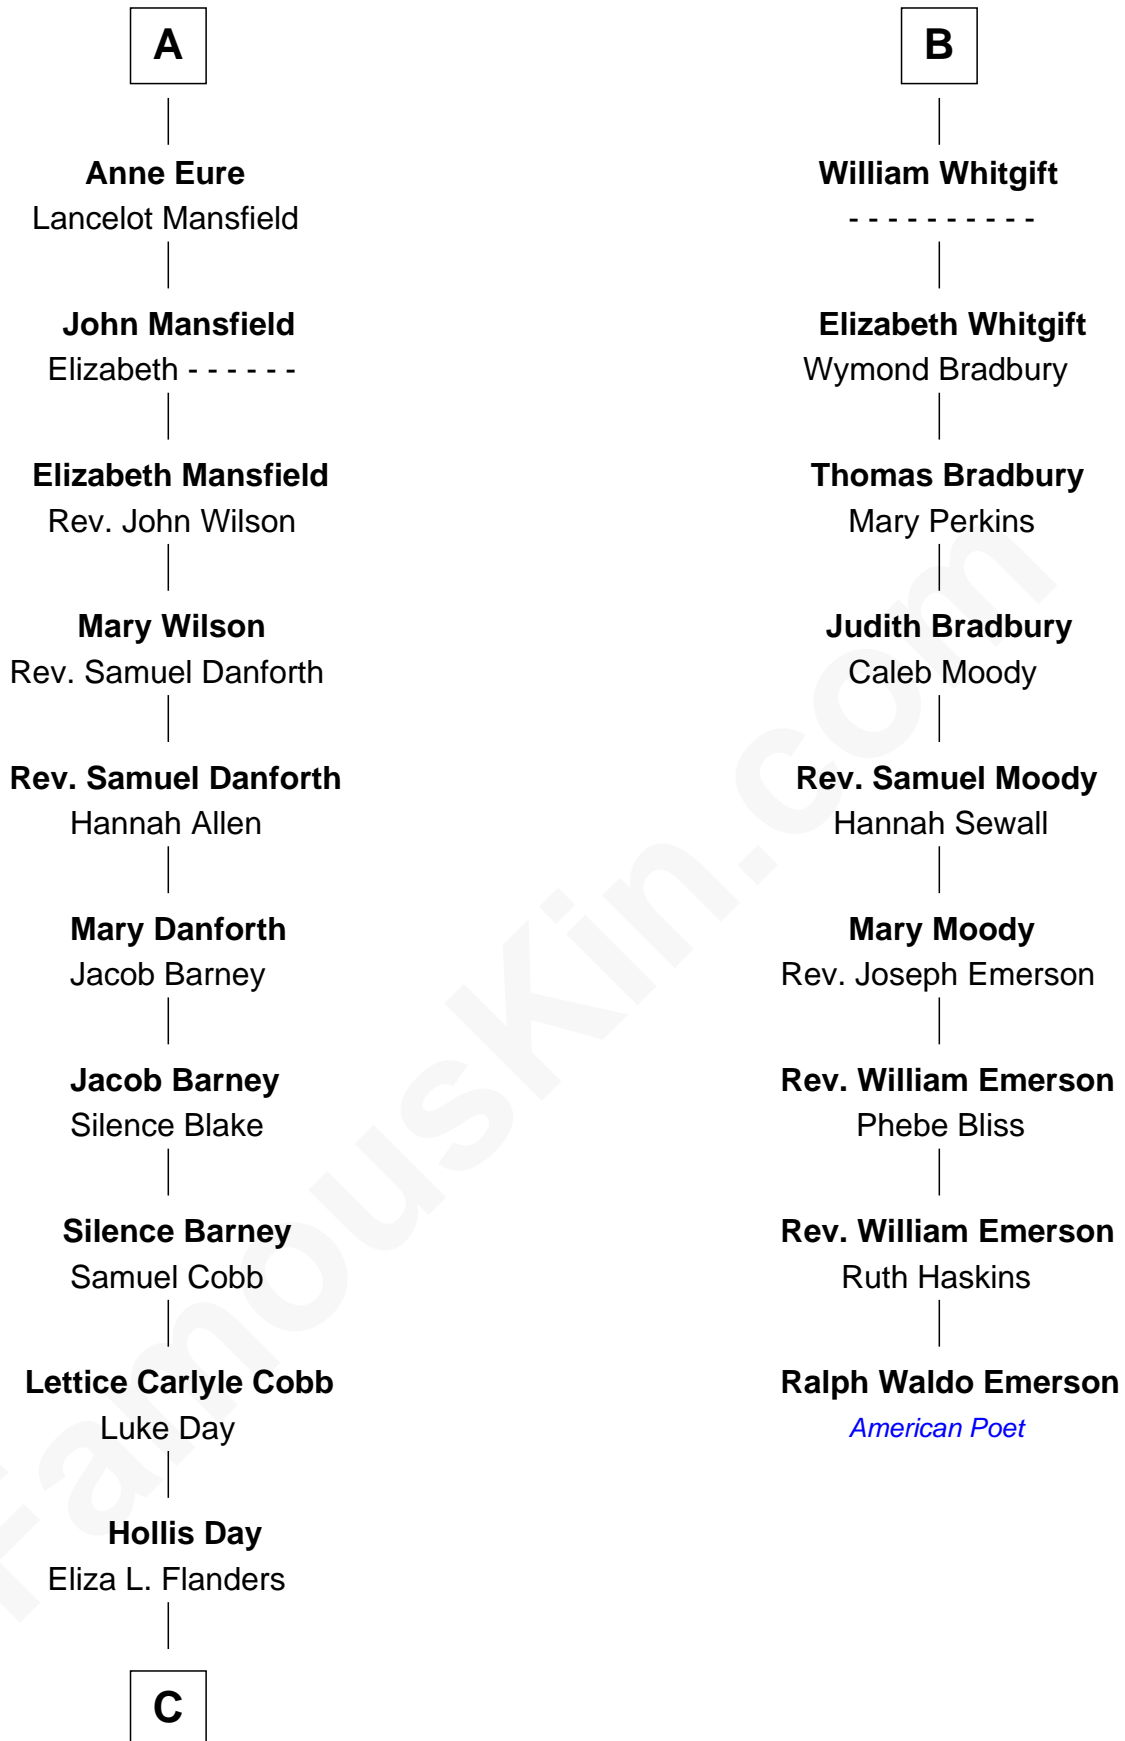 A
Anne Eure
Lancelot Mansfield
John Mansfield
Elizabeth - - - - - -
Elizabeth Mansfield
Rev. John Wilson
Mary Wilson
Rev. Samuel Danforth
Rev. Samuel Danforth
Hannah Allen
Mary Danforth
Jacob Barney
Jacob Barney
Silence Blake
Silence Barney
Samuel Cobb
Lettice Carlyle Cobb
Luke Day
Hollis Day
Eliza L. Flanders
C
B
William Whitgift
- - - - - - - - - -
Elizabeth Whitgift
Wymond Bradbury
Thomas Bradbury
Mary Perkins
Judith Bradbury
Caleb Moody
Rev. Samuel Moody
Hannah Sewall
Mary Moody
Rev. Joseph Emerson
Rev. William Emerson
Phebe Bliss
Rev. William Emerson
Ruth Haskins
Ralph Waldo Emerson
American Poet
FamousKin.com